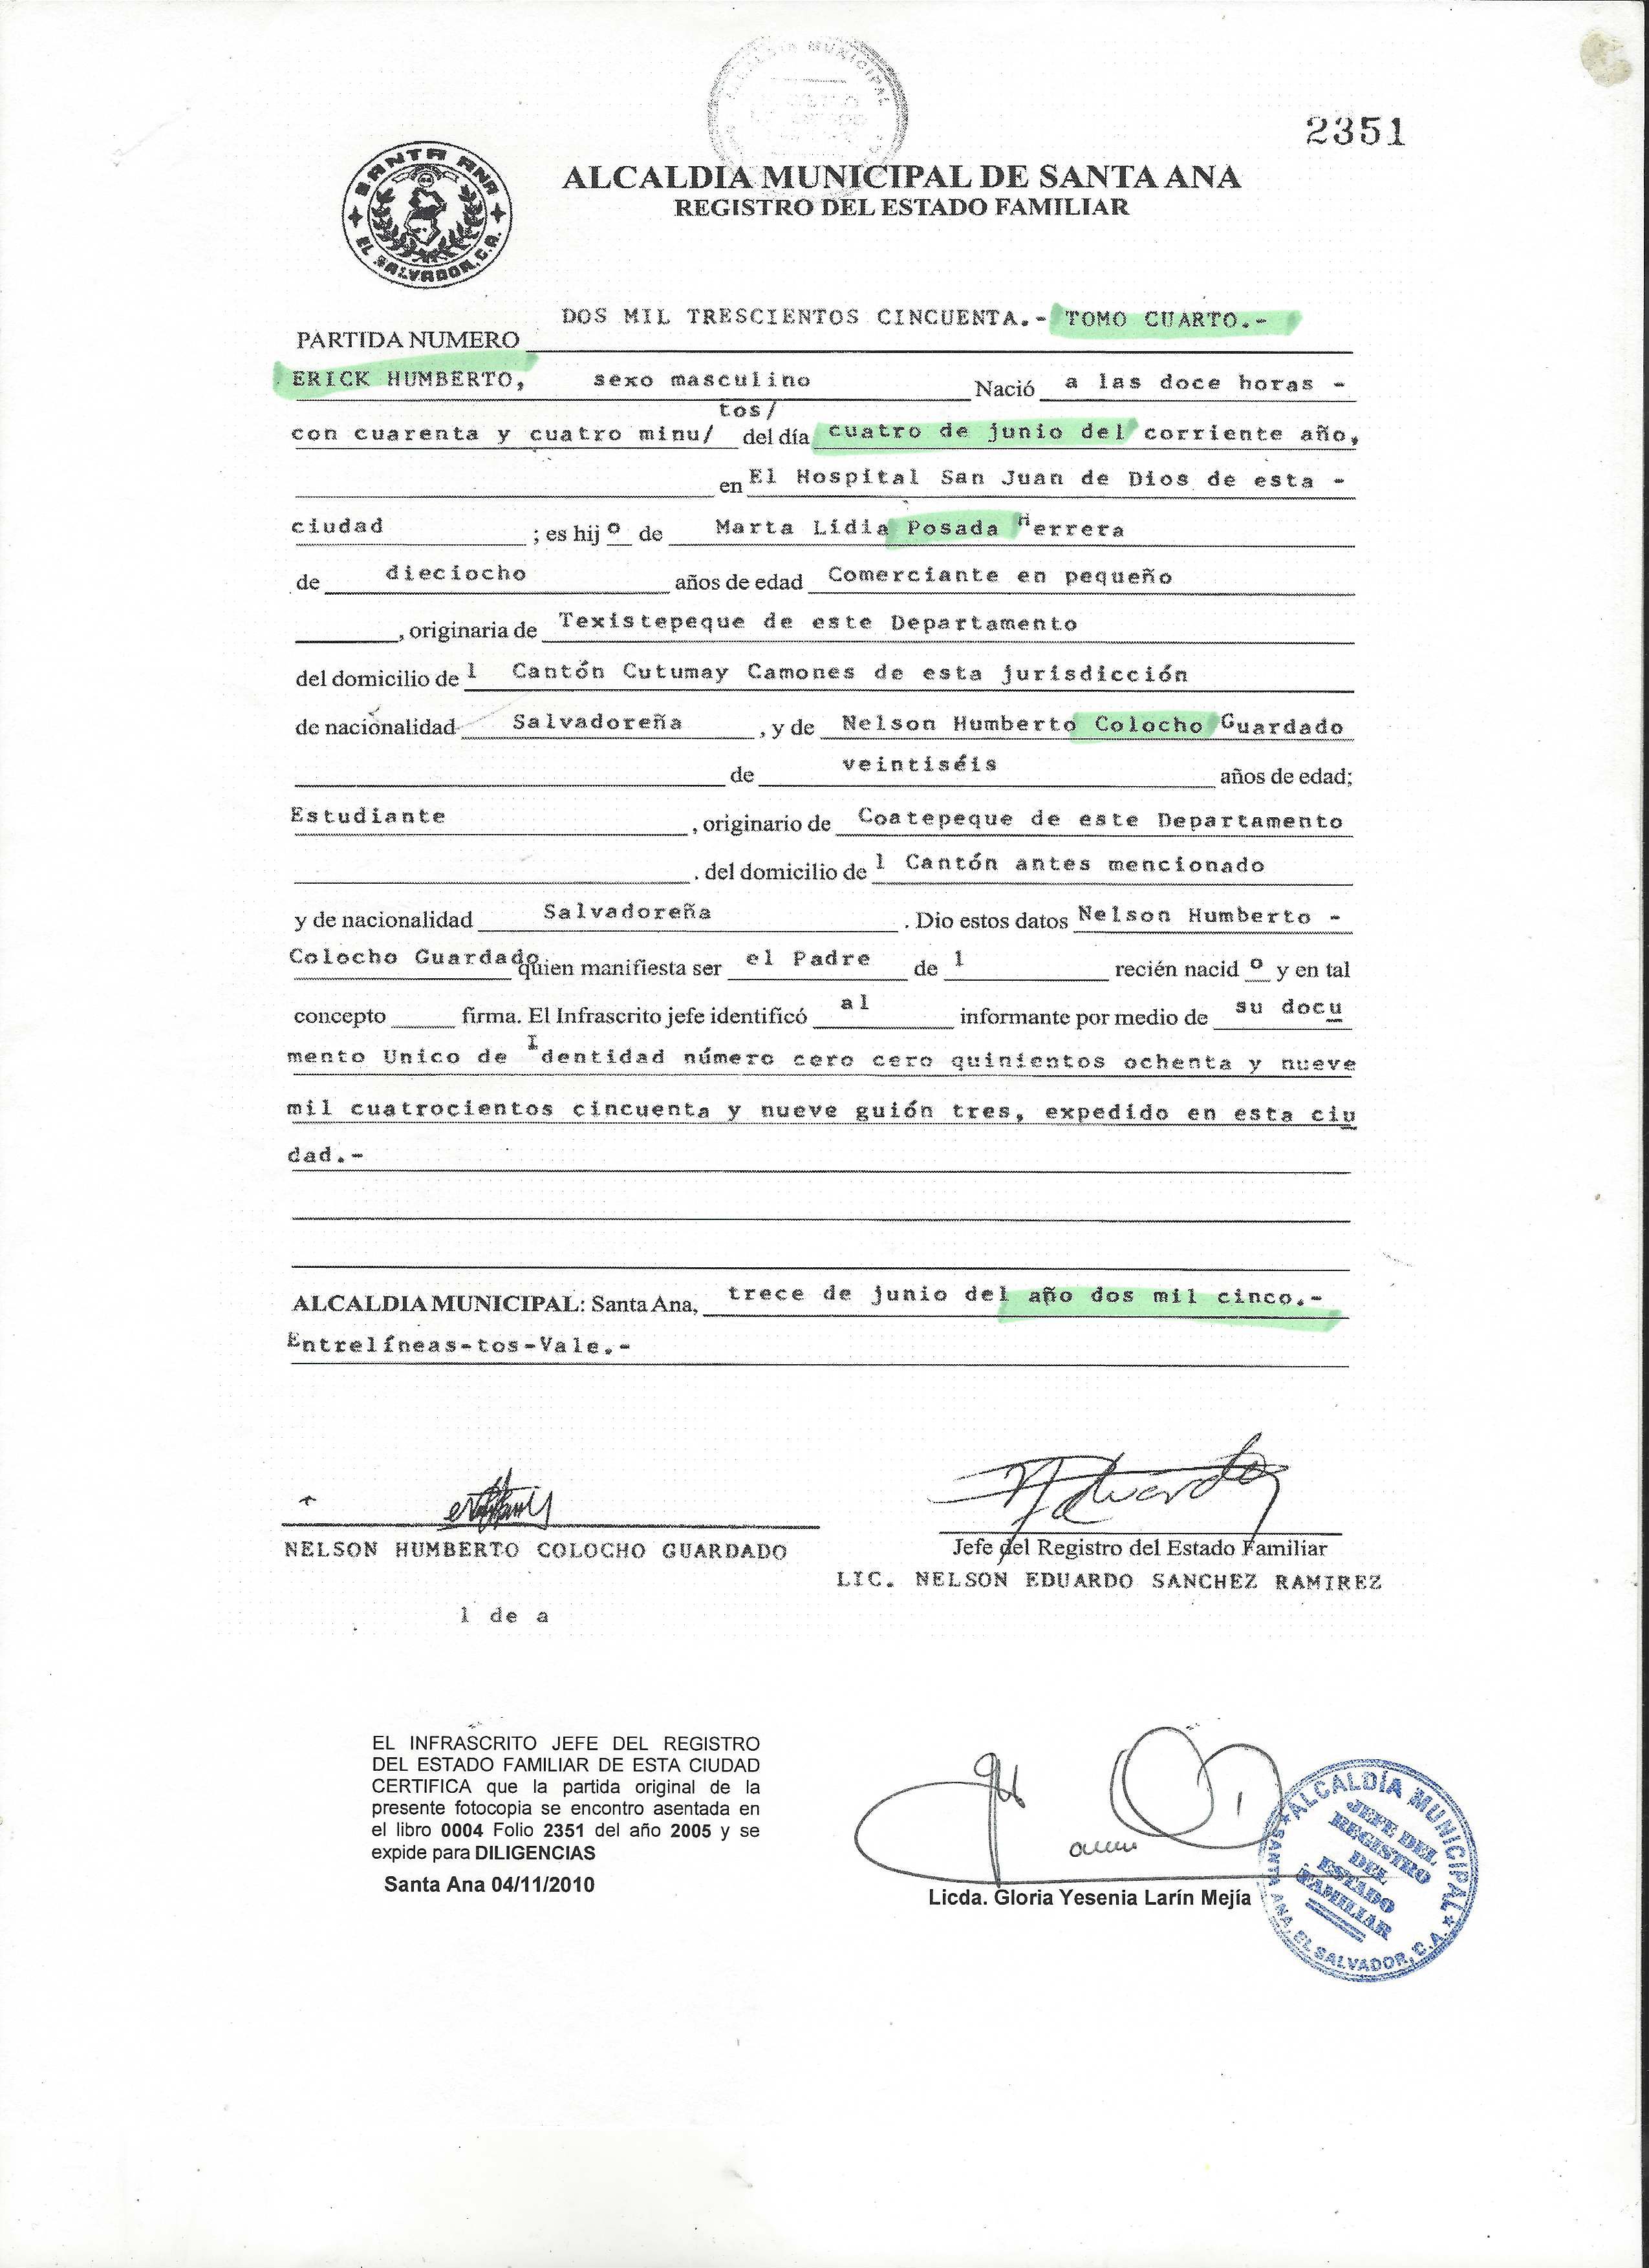 ALCALDIA MUNICIPAL
2351
SANTA ANA
EL SALVADOR, C.A.
ALCALDIA MUNICIPAL DE SANTA ANA
REGISTRO DEL ESTADO FAMILIAR
DOS MIL TRESCIENTOS CINCUENTA.- TOMO CUARTO.-
PARTIDA NUMERO
ERICK HUMBERTO, sexo masculino Nació a las doce horas -
tos/
con cuarenta y cuatro minu/ del día cuatro de junio del corriente año,
en El Hospital San Juan de Dios de esta -
ciudad ; es hij o de Marta Lidia Posada Herrera
de dieciocho años de edad Comerciante en pequeño
, originaria de Texistepeque de este Departamento
del domicilio de l Cantón Cutumay Camones de esta jurisdicción
de nacionalidad Salvadoreña , y de Nelson Humberto Colocho Guardado
de veintiséis años de edad;
Estudiante , originario de Coatepeque de este Departamento
. del domicilio de l Cantón antes mencionado
y de nacionalidad Salvadoreña . Dio estos datos Nelson Humberto -
Colocho Guardado quien manifiesta ser el Padre de l recién nacid o y en tal
concepto firma. El Infrascrito jefe identificó al informante por medio de su docu
mento Unico de Identidad número cero cero quinientos ochenta y nueve
mil cuatrocientos cincuenta y nueve guión tres, expedido en esta ciu
dad.-
ALCALDIA MUNICIPAL: Santa Ana, trece de junio del año dos mil cinco.-
Entrelíneas-tos-Vale.-
NELSON HUMBERTO COLOCHO GUARDADO
Jefe del Registro del Estado Familiar
LIC. NELSON EDUARDO SANCHEZ RAMIREZ
l de a
EL INFRASCRITO JEFE DEL REGISTRO
DEL ESTADO FAMILIAR DE ESTA CIUDAD
CERTIFICA que la partida original de la
presente fotocopia se encontro asentada en
el libro 0004 Folio 2351 del año 2005 y se
expide para DILIGENCIAS
Santa Ana 04/11/2010
Licda. Gloria Yesenia Larín Mejía
ALCALDÍA MUNICIPAL
JEFE DEL
REGISTRO
DEL
ESTADO
FAMILIAR
SANTA ANA, EL SALVADOR, C.A.